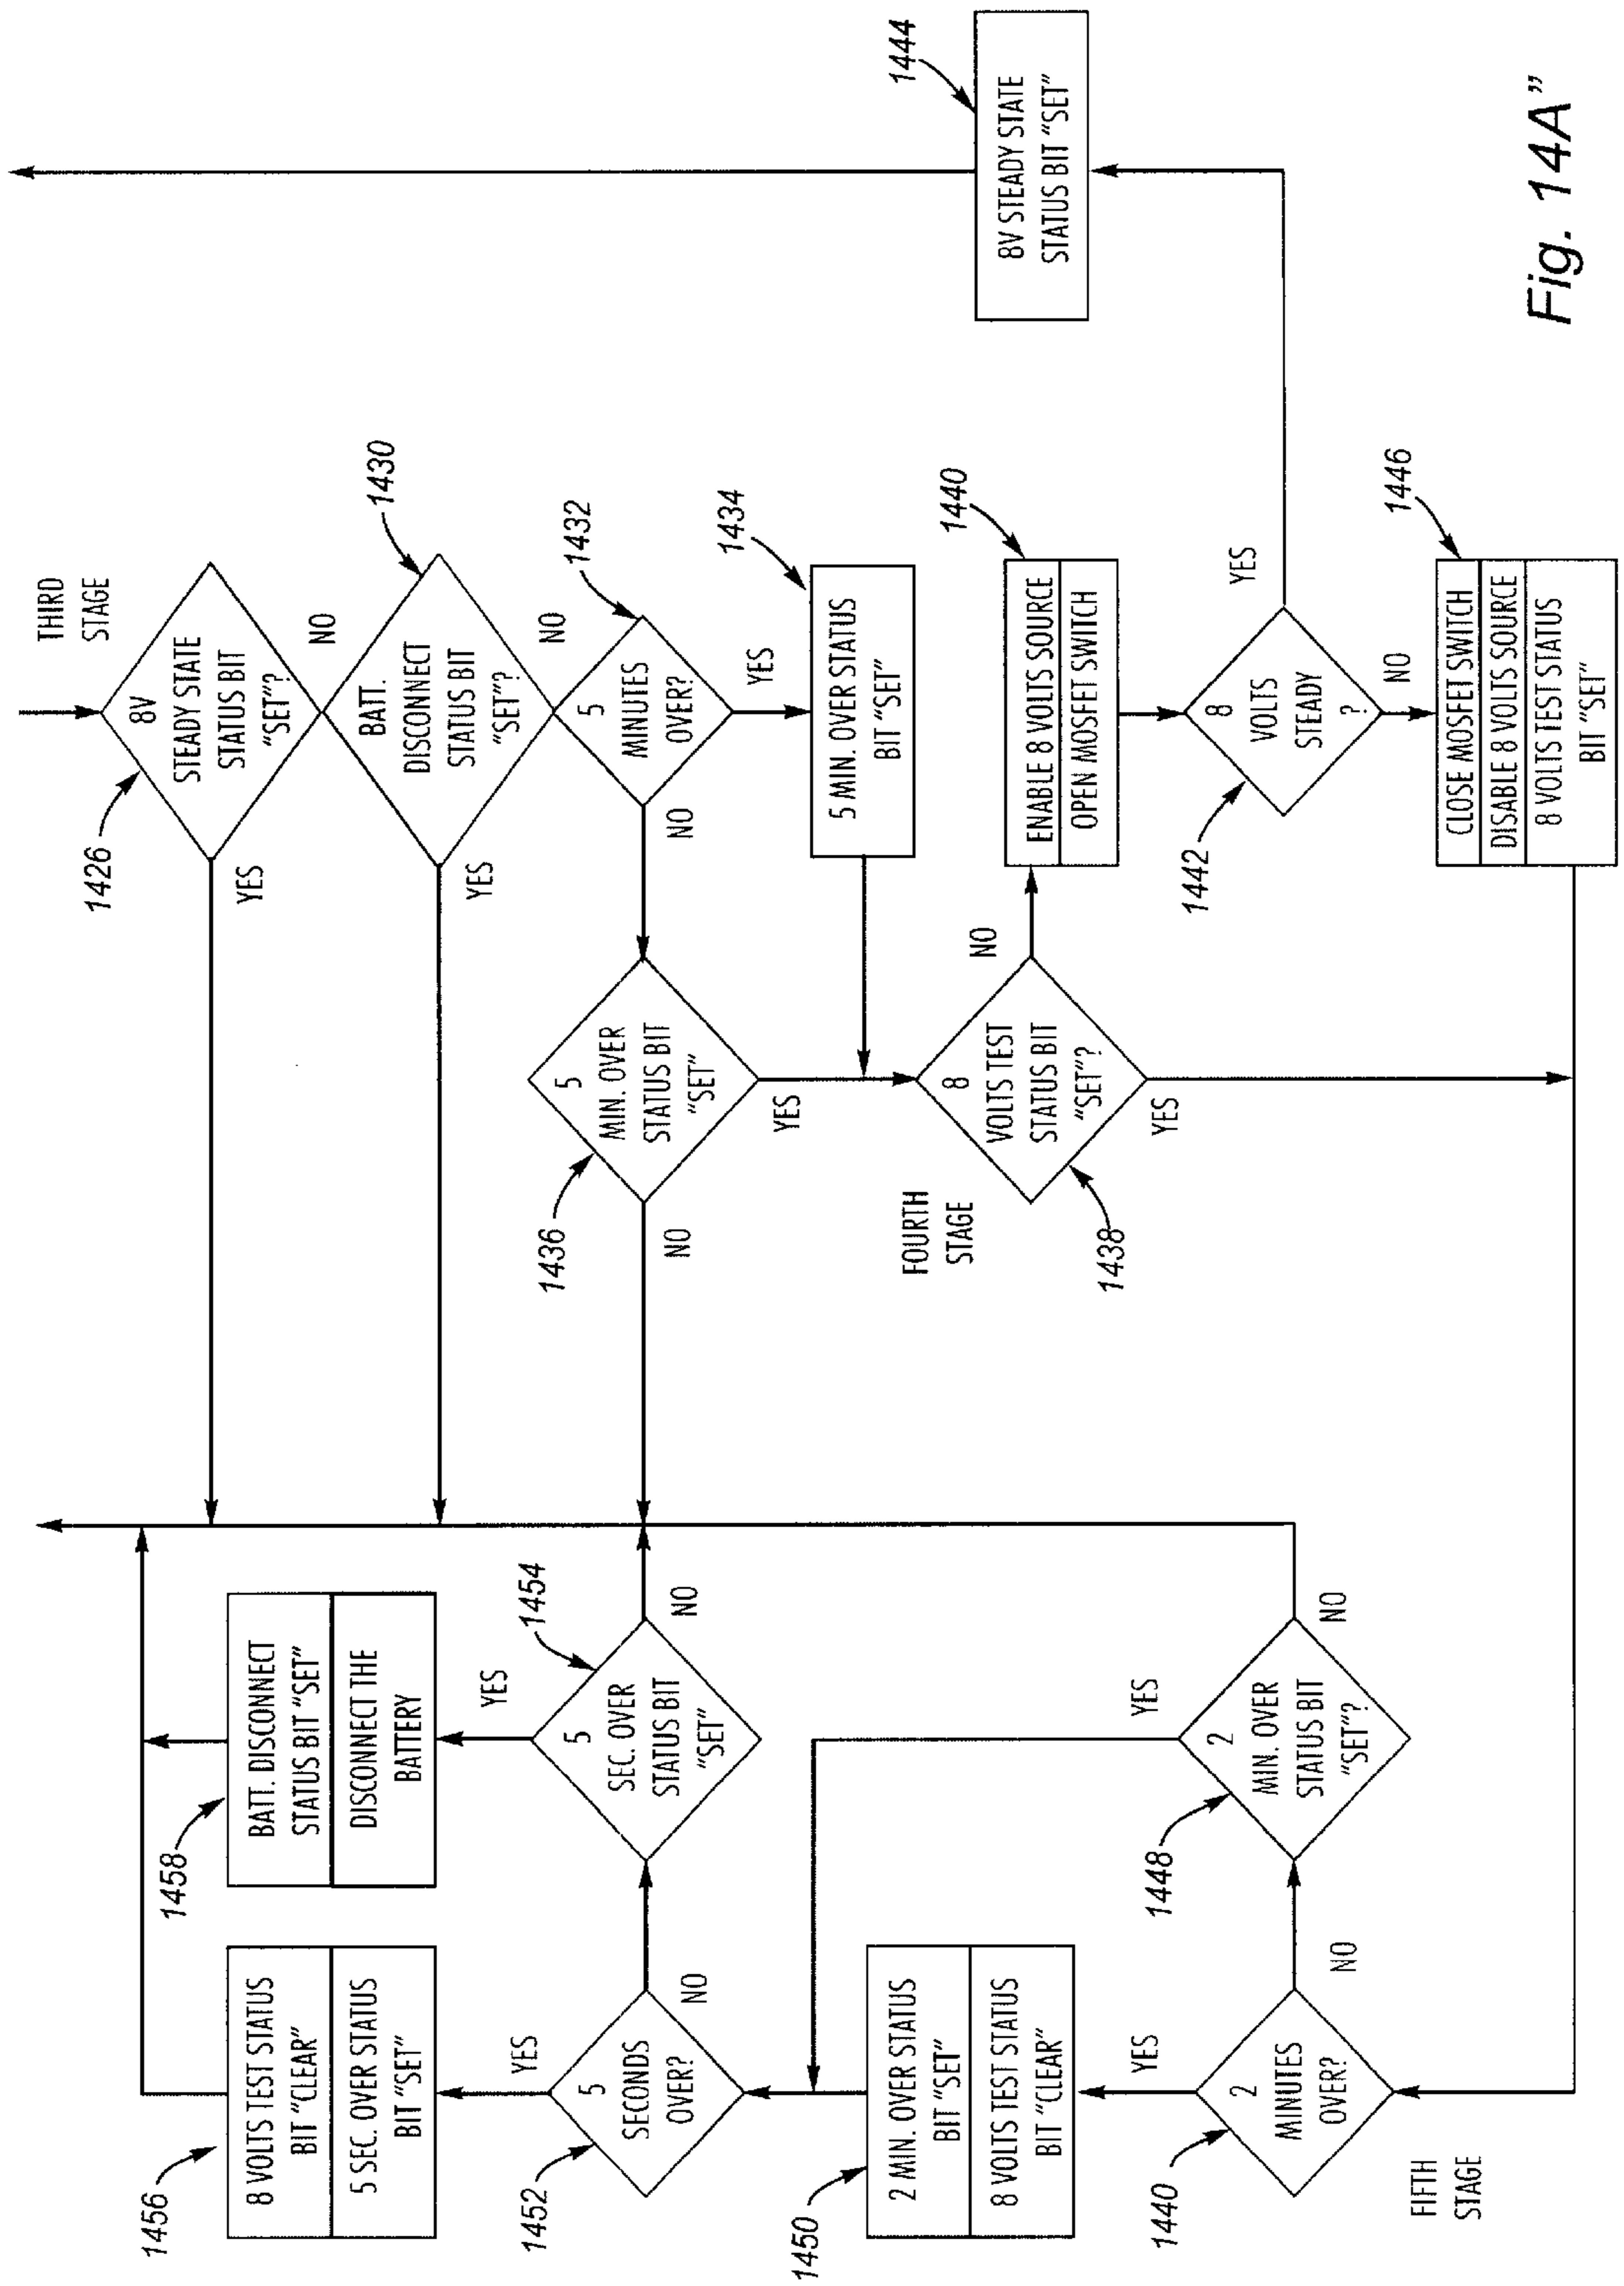 THIRD
STAGE
1426
8V
STEADY STATE
STATUS BIT
"SET"?
YES
NO
1430
BATT.
DISCONNECT
STATUS BIT
"SET"?
YES
NO
1432
5
MINUTES
OVER?
NO
YES
1434
5 MIN. OVER STATUS
BIT "SET"
1436
5
MIN. OVER
STATUS BIT
"SET"
NO
YES
FOURTH
STAGE
1438
8
VOLTS TEST
STATUS BIT
"SET"?
NO
YES
1440
ENABLE 8 VOLTS SOURCE
OPEN MOSFET SWITCH
1442
8
VOLTS
STEADY
?
YES
NO
1444
8V STEADY STATE
STATUS BIT "SET"
1446
CLOSE MOSFET SWITCH
DISABLE 8 VOLTS SOURCE
8 VOLTS TEST STATUS
BIT "SET"
FIFTH
STAGE
1440
2
MINUTES
OVER?
YES
NO
1448
2
MIN. OVER
STATUS BIT
"SET"?
YES
NO
1450
2 MIN. OVER STATUS
BIT "SET"
8 VOLTS TEST STATUS
BIT "CLEAR"
1452
5
SECONDS
OVER?
YES
NO
1454
5
SEC. OVER
STATUS BIT
"SET"
YES
NO
1456
8 VOLTS TEST STATUS
BIT "CLEAR"
5 SEC. OVER STATUS
BIT "SET"
1458
BATT. DISCONNECT
STATUS BIT "SET"
DISCONNECT THE
BATTERY
Fig. 14A"